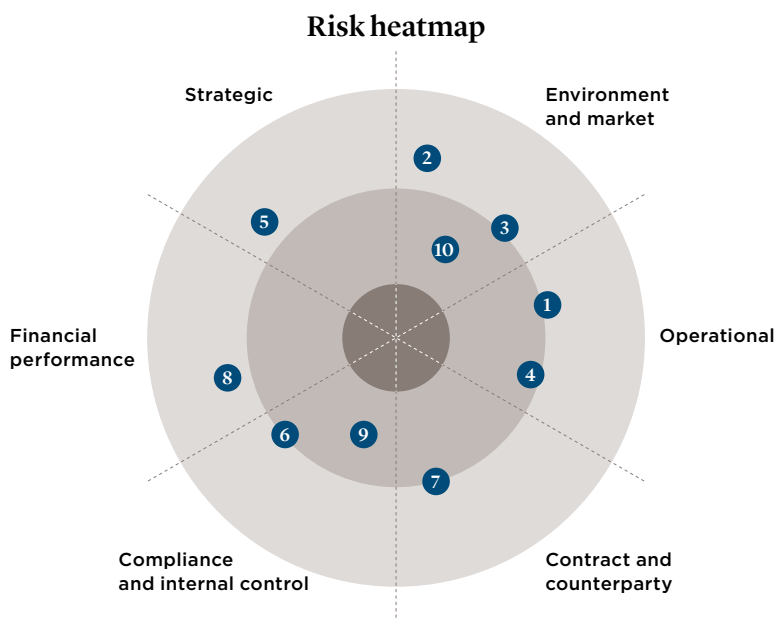 Risk heatmap
Strategic
Environment
and market
2
5
3
10
1
Financial
performance
Operational
8
4
6
9
7
Compliance
and internal control
Contract and
counterparty